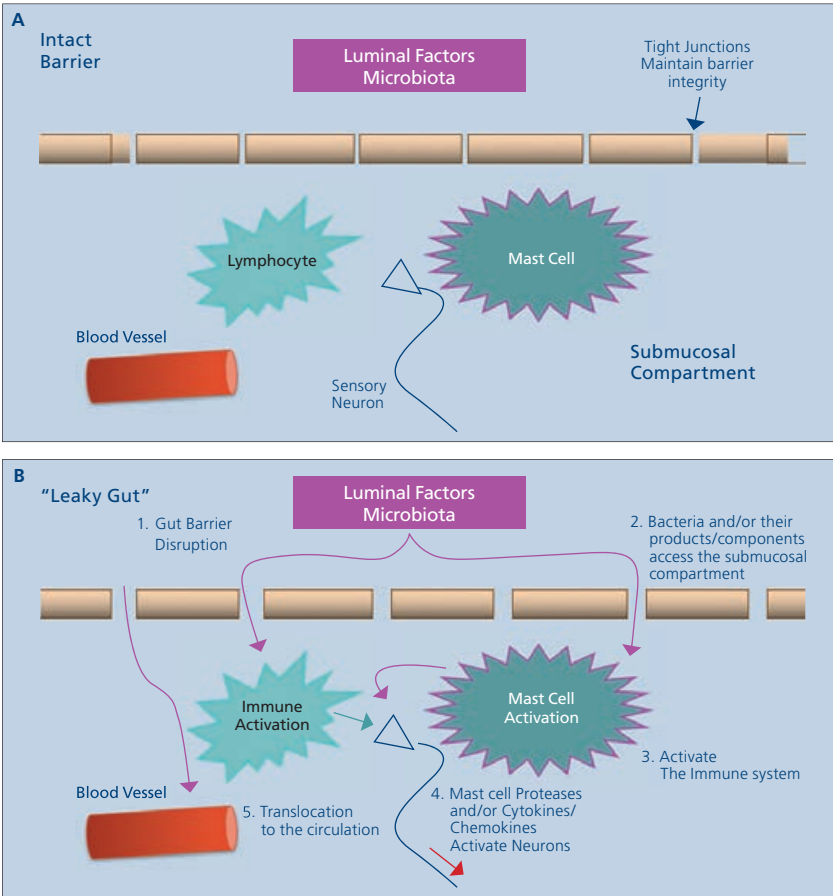 A
Intact
Barrier
Luminal Factors
Microbiota
Tight Junctions
Maintain barrier
integrity
Lymphocyte
Mast Cell
Blood Vessel
Sensory
Neuron
Submucosal
Compartment
B
“Leaky Gut”
Luminal Factors
Microbiota
1. Gut Barrier
Disruption
2. Bacteria and/or their
products/components
access the submucosal
compartment
Immune
Activation
Mast Cell
Activation
3. Activate
The Immune system
Blood Vessel
5. Translocation
to the circulation
4. Mast cell Proteases
and/or Cytokines/
Chemokines
Activate Neurons